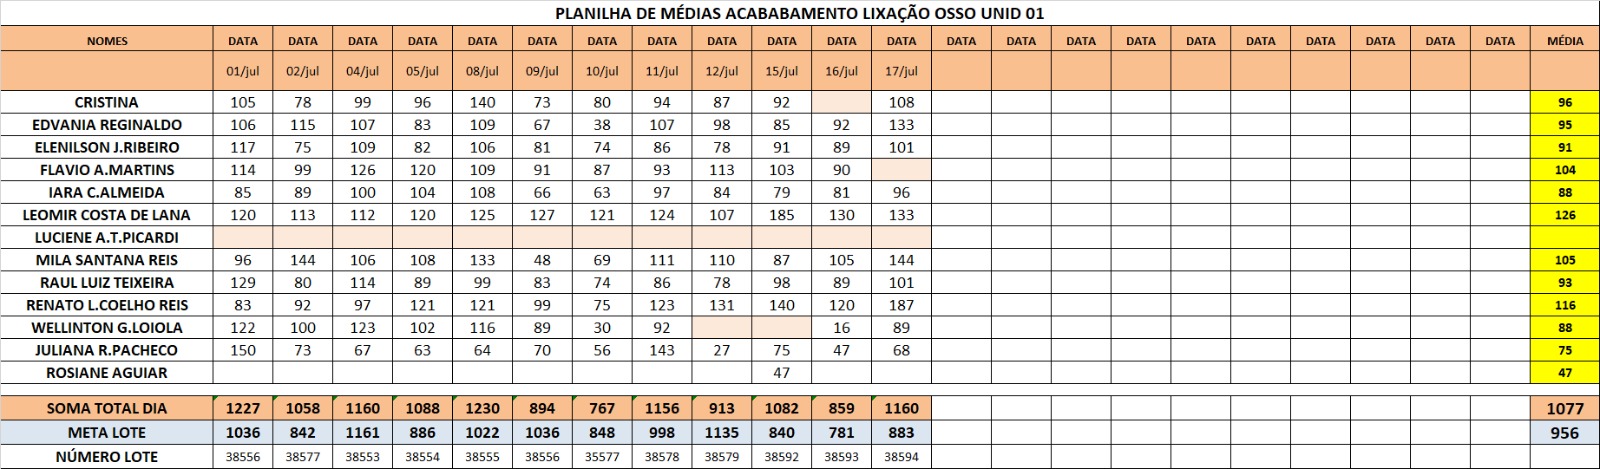 PLANILHA DE MÉDIAS ACABABAMENTO LIXAÇÃO OSSO UNID 01
NOMES DATA DATA DATA DATA DATA DATA DATA DATA DATA DATA DATA DATA DATA DATA DATA DATA DATA DATA DATA DATA DATA DATA MÉDIA
01/jul 02/jul 04/jul 05/jul 08/jul 09/jul 10/jul 11/jul 12/jul 15/jul 16/jul 17/jul
CRISTINA 105 78 99 96 140 73 80 94 87 92 108 96
EDVANIA REGINALDO 106 115 107 83 109 67 38 107 98 85 92 133 95
ELENILSON J.RIBEIRO 117 75 109 82 106 81 74 86 78 91 89 101 91
FLAVIO A.MARTINS 114 99 126 120 109 91 87 93 113 103 90 104
IARA C.ALMEIDA 85 89 100 104 108 66 63 97 84 79 81 96 88
LEOMIR COSTA DE LANA 120 113 112 120 125 127 121 124 107 185 130 133 126
LUCIENE A.T.PICARDI
MILA SANTANA REIS 96 144 106 108 133 48 69 111 110 87 105 144 105
RAUL LUIZ TEIXEIRA 129 80 114 89 99 83 74 86 78 98 89 101 93
RENATO L.COELHO REIS 83 92 97 121 121 99 75 123 131 140 120 187 116
WELLINTON G.LOIOLA 122 100 123 102 116 89 30 92 16 89 88
JULIANA R.PACHECO 150 73 67 63 64 70 56 143 27 75 47 68 75
ROSIANE AGUIAR 47 47
SOMA TOTAL DIA 1227 1058 1160 1088 1230 894 767 1156 913 1082 859 1160 1077
META LOTE 1036 842 1161 886 1022 1036 848 998 1135 840 781 883 956
NÚMERO LOTE 38556 38577 38553 38554 38555 38556 35577 38578 38579 38592 38593 38594